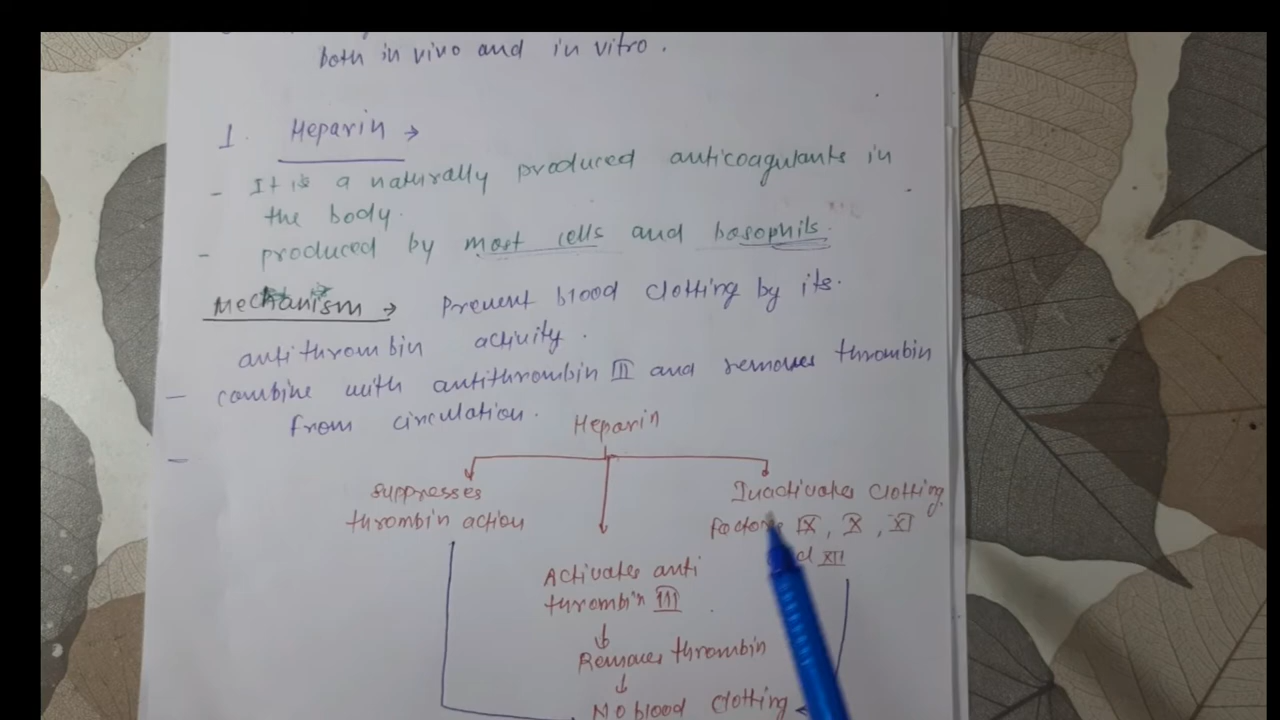 both in vivo and in vitro.
1. Heparin →
- It is a naturally produced anticoagulants in
the body.
- produced by mast cells and basophils.
Mechanism → Prevent blood clotting by its.
antithrombin activity.
- combine with antithrombin III and removes thrombin
from circulation.
-
Heparin
suppresses
thrombin action
Activates anti
thrombin III
↓
Removes thrombin
↓
No blood clotting
Inactivates clotting
factors IX, X, XI
XII